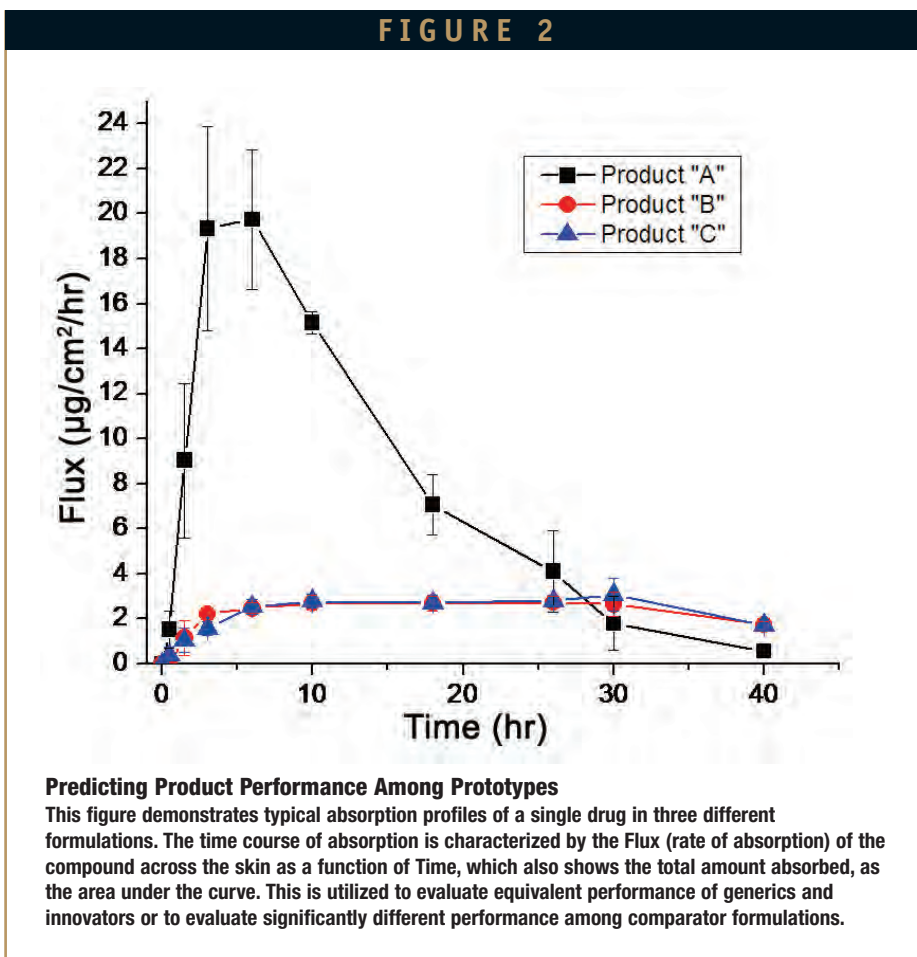 FIGURE 2
24
22
20
18
16
14
12
10
8
6
4
2
0
Flux (µg/cm²/hr)
Product "A"
Product "B"
Product "C"
0 10 20 30 40
Time (hr)
Predicting Product Performance Among Prototypes
This figure demonstrates typical absorption profiles of a single drug in three different
formulations. The time course of absorption is characterized by the Flux (rate of absorption) of the
compound across the skin as a function of Time, which also shows the total amount absorbed, as
the area under the curve. This is utilized to evaluate equivalent performance of generics and
innovators or to evaluate significantly different performance among comparator formulations.